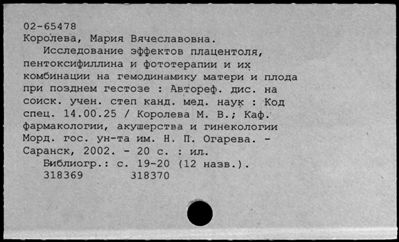 02-65478
Королева, Мария Вячеславовна.
Исследование эффектов плацентоля,
пентоксифиллина и фототерапии и их
комбинации на гемодинамику матери и плода
при позднем гестозе : Автореф. дис. на
соиск. учен. степ канд. мед. наук : Код
спец. 14.00.25 / Королева М. В.; Каф.
фармакологии, акушерства и гинекологии
Морд. гос. ун-та им. Н. П. Огарева. -
Саранск, 2002. - 20 с. : ил.
Библиогр.: с. 19-20 (12 назв.).
318369 318370